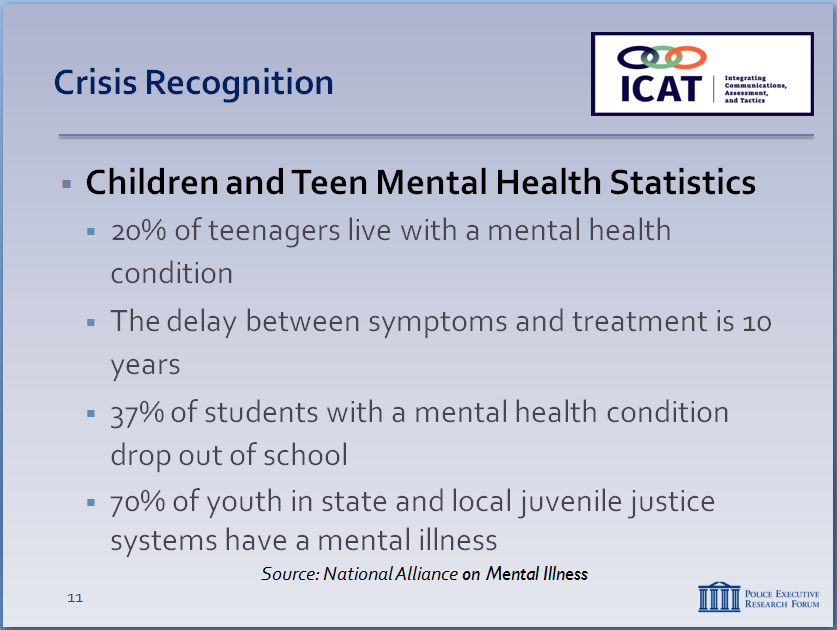 Crisis Recognition
ICAT
Integrating
Communications,
Assessment,
and Tactics
Children and Teen Mental Health Statistics
20% of teenagers live with a mental health
condition
The delay between symptoms and treatment is 10
years
37% of students with a mental health condition
drop out of school
70% of youth in state and local juvenile justice
systems have a mental illness
Source: National Alliance on Mental Illness
11
Police Executive
Research Forum